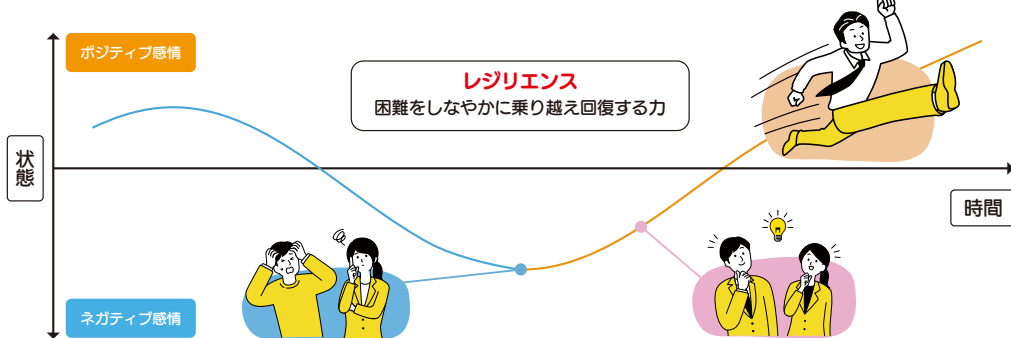 ポジティブ感情
レジリエンス
困難をしなやかに乗り越え回復する力
状態
時間
ネガティブ感情